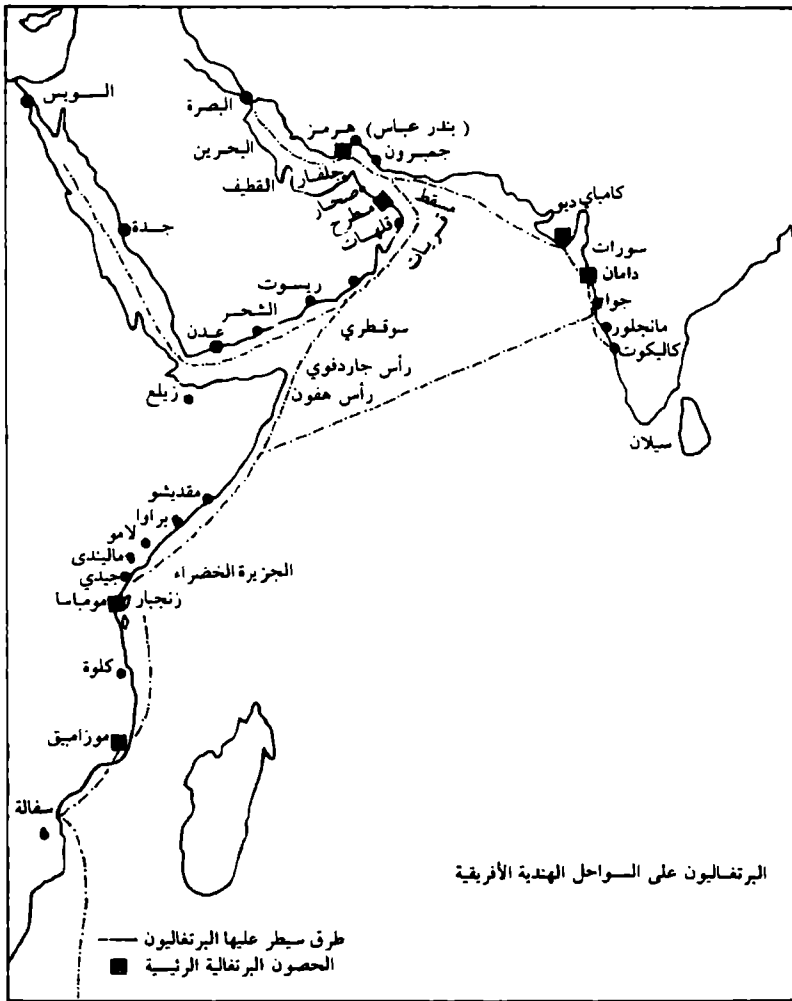 السويس
البصرة
(بندر عباس) هرمز
جمبرون
البحرين
القطيف
جلفار
صحار
مطرح
قلهات
مسقط
قريات
كامباي ديو
سورات
دامان
جوا
مانجلور
كاليكوت
سيلان
جدة
ريسوت
الشحر
عدن
سوقطري
رأس جاردفوي
رأس هفون
زيلع
مقديشو
براوا
لامو
ماليندى
جيدي
الجزيرة الخضراء
زنجبار
مومباسا
كلوة
موزامبيق
سفالة
البرتغاليون على السواحل الهندية الأفريقية
طرق سيطر عليها البرتغاليون
الحصون البرتغالية الرئيسية